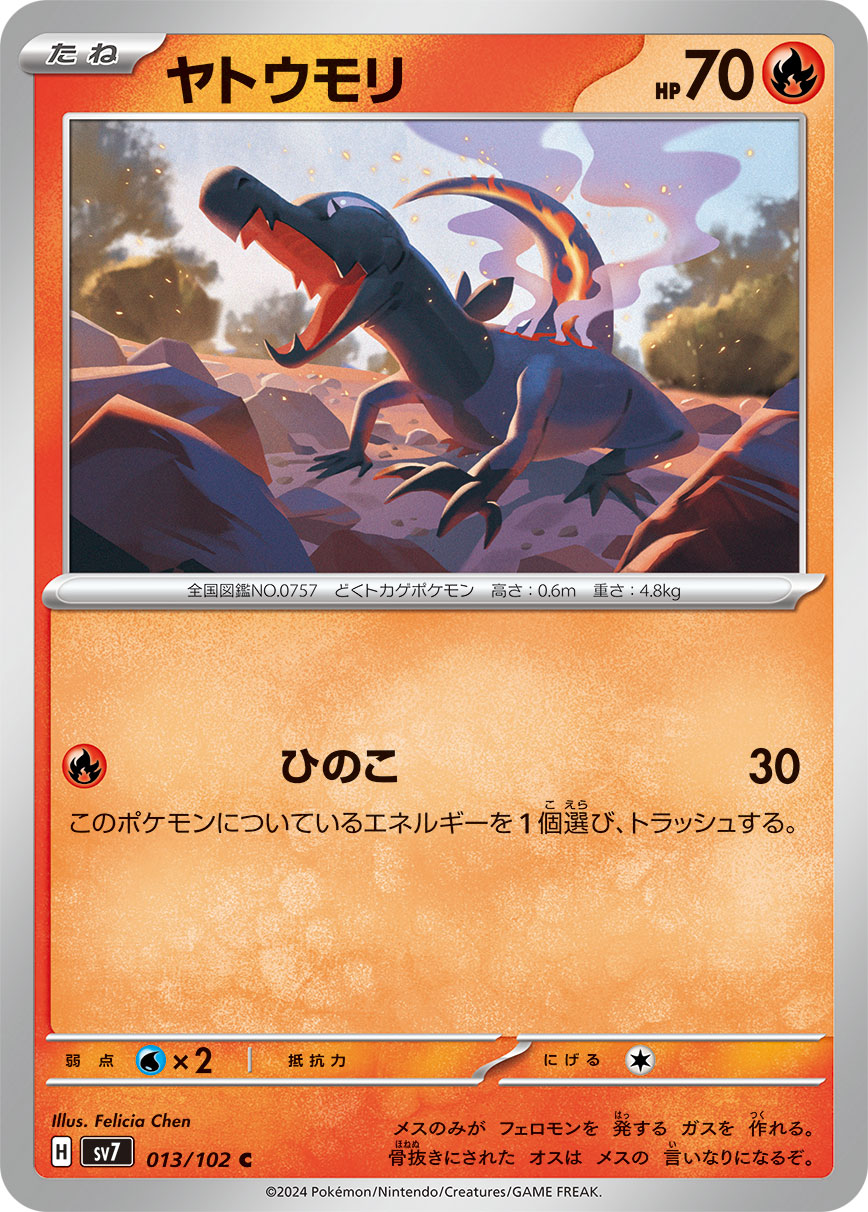 たね
ヤトウモリ
HP70
全国図鑑NO.0757 どくトカゲポケモン 高さ:0.6m 重さ:4.8kg
ひのこ 30
このポケモンについているエネルギーを1個選び、トラッシュする。
弱点 ×2 抵抗力 にげる
Illus. Felicia Chen
メスのみが フェロモンを 発する ガスを 作れる。
骨抜きにされた オスは メスの 言いなりになるぞ。
H sv7 013/102 C
©2024 Pokémon/Nintendo/Creatures/GAME FREAK.